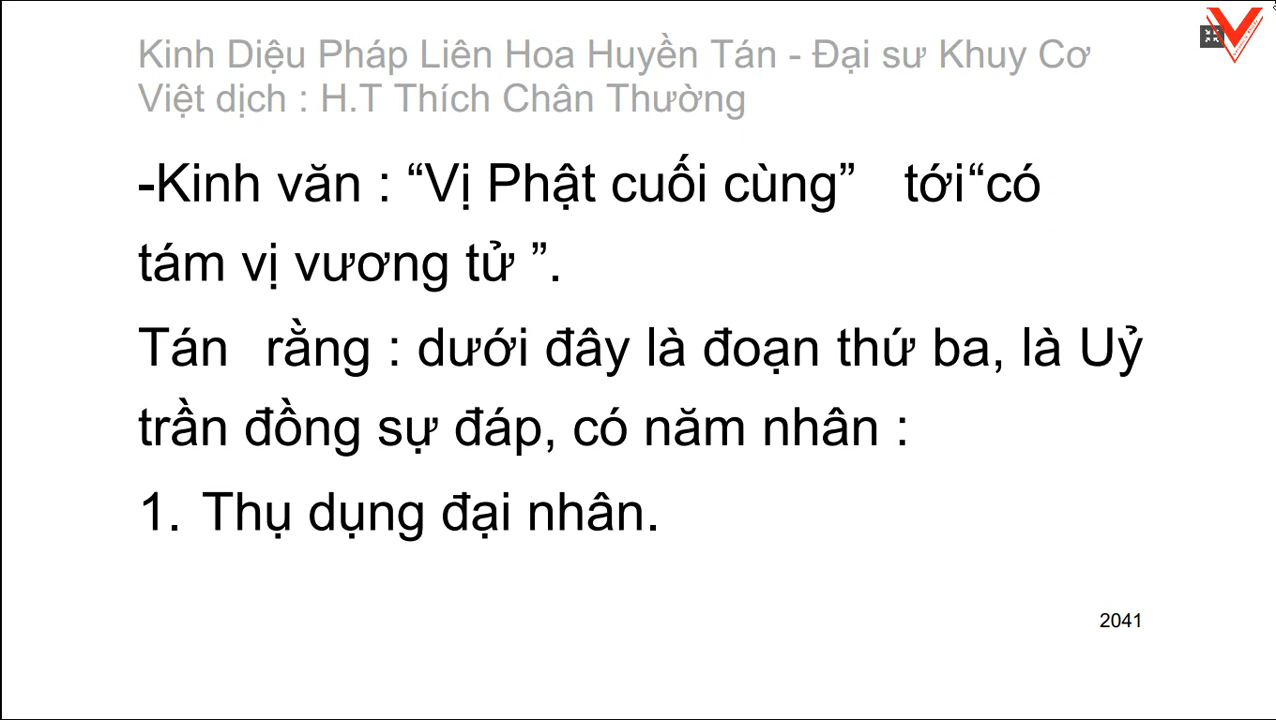 Kinh Diệu Pháp Liên Hoa Huyền Tán - Đại sư Khuy Cơ
Việt dịch : H.T Thích Chân Thường
-Kinh văn : “Vị Phật cuối cùng” tới“có
tám vị vương tử ”.
Tán rằng : dưới đây là đoạn thứ ba, là Uỷ
trần đồng sự đáp, có năm nhân :
1. Thụ dụng đại nhân.
2041